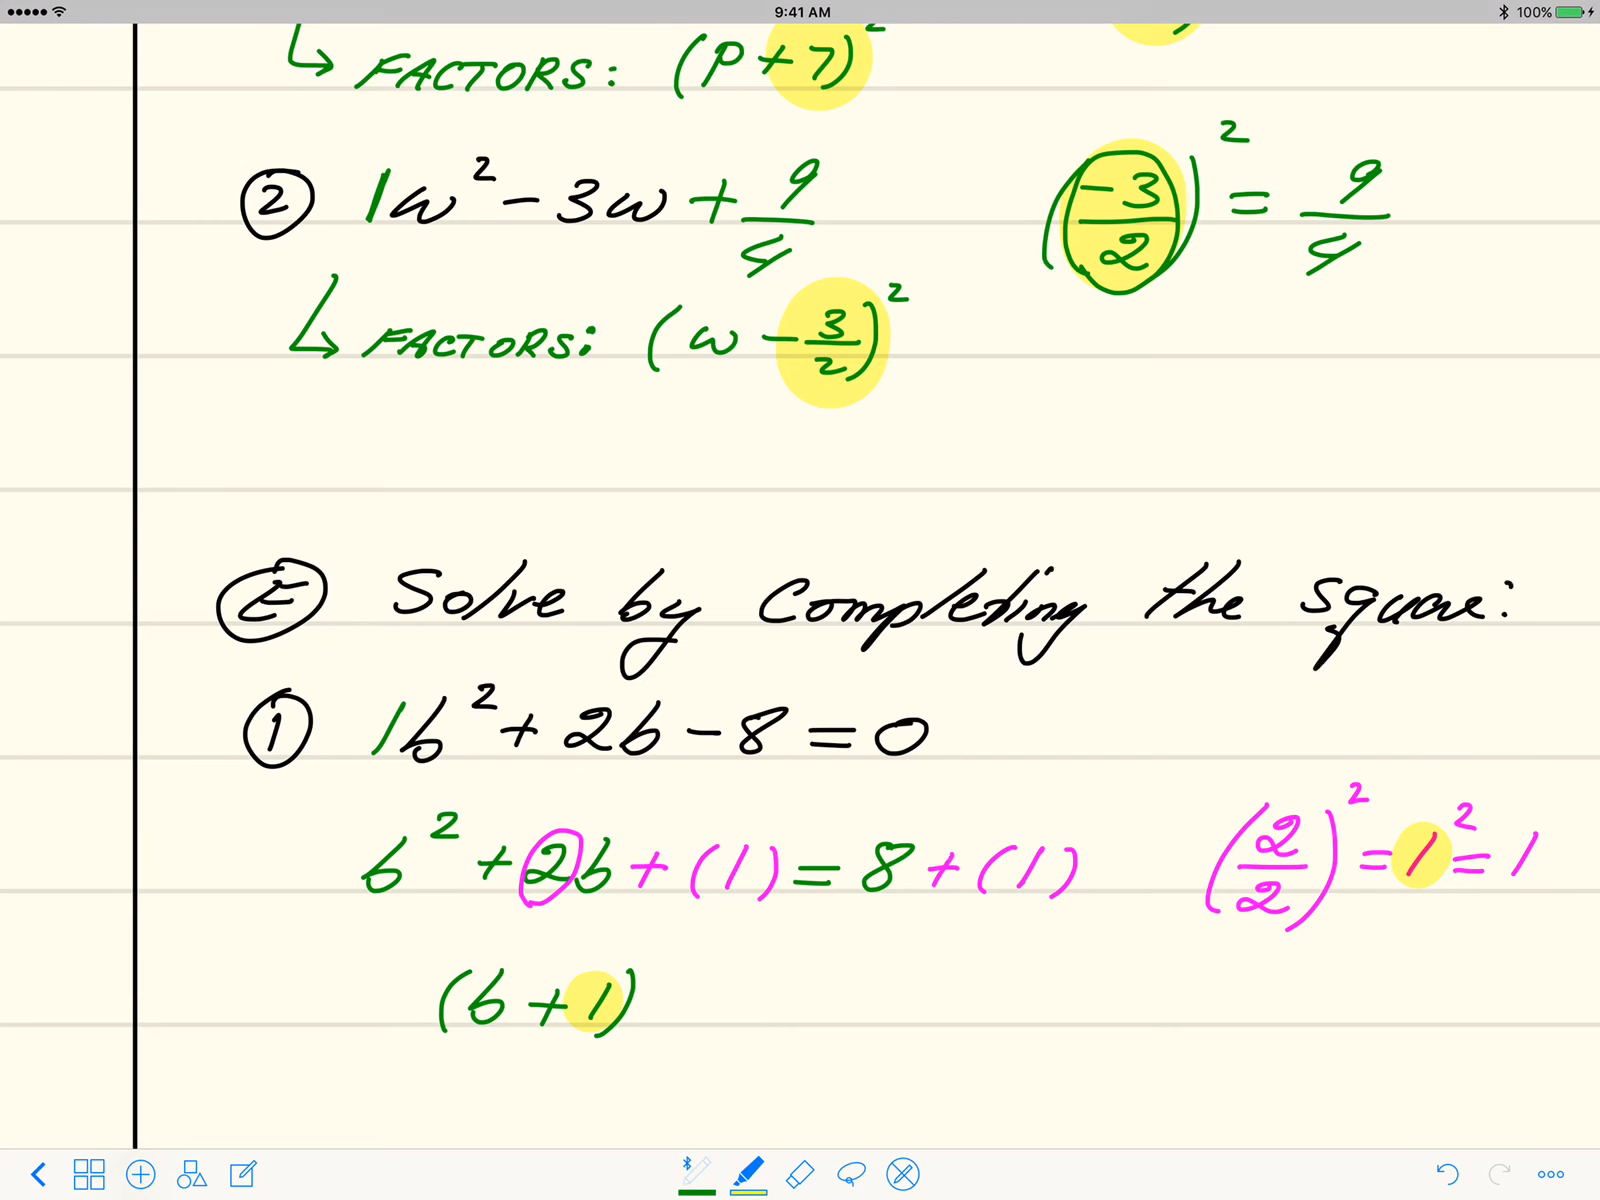 9:41 AM 100%
↳ FACTORS: (p + 7)²
② 1w² - 3w + 9/4 (-3/2)² = 9/4
↳ FACTORS: (w - 3/2)²
Ⓔ Solve by Completing the square:
① 1b² + 2b - 8 = 0
b² + 2b + (1) = 8 + (1) (2/2)² = 1² = 1
(b + 1)